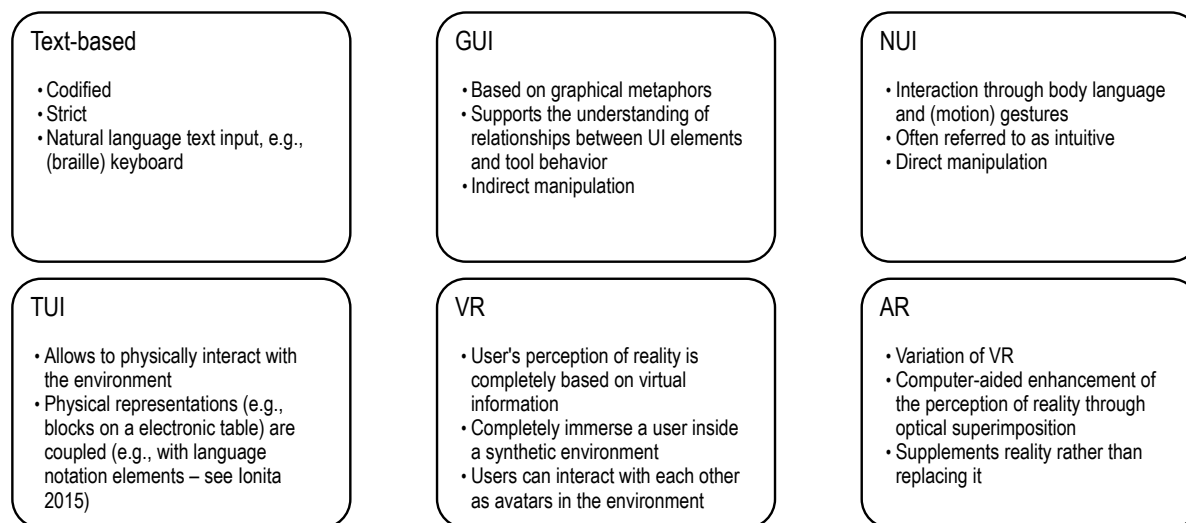 Text-based
• Codified
• Strict
• Natural language text input, e.g.,
(braille) keyboard
GUI
• Based on graphical metaphors
• Supports the understanding of
relationships between UI elements
and tool behavior
• Indirect manipulation
NUI
• Interaction through body language
and (motion) gestures
• Often referred to as intuitive
• Direct manipulation
TUI
• Allows to physically interact with
the environment
• Physical representations (e.g.,
blocks on a electronic table) are
coupled (e.g., with language
notation elements – see Ionita
2015)
VR
• User's perception of reality is
completely based on virtual
information
• Completely immerse a user inside
a synthetic environment
• Users can interact with each other
as avatars in the environment
AR
• Variation of VR
• Computer-aided enhancement of
the perception of reality through
optical superimposition
• Supplements reality rather than
replacing it